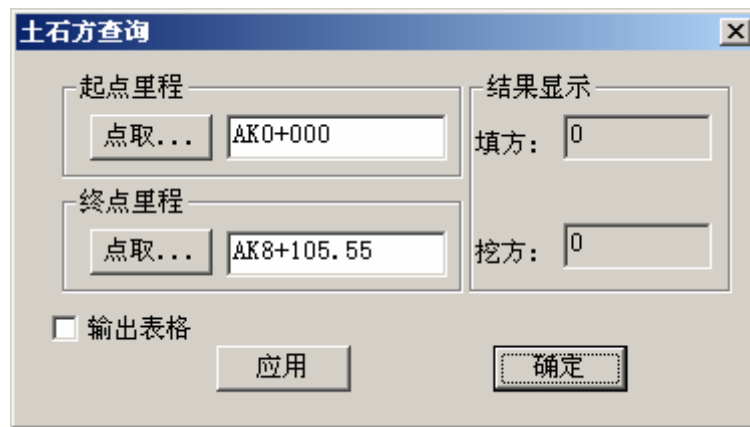 土石方查询
起点里程
点取... AK0+000
终点里程
点取... AK8+105.55
结果显示
填方: 0
挖方: 0
输出表格
应用 确定